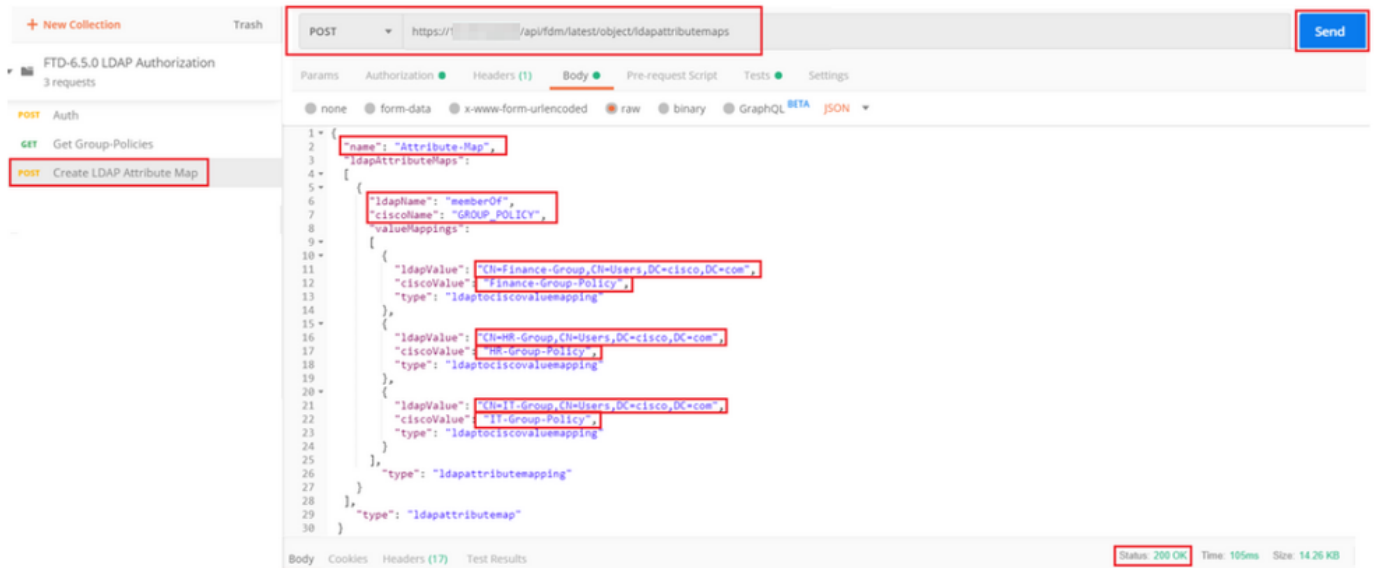 + New Collection
Trash
FTD-6.5.0 LDAP Authorization
3 requests
POST Auth
GET Get Group-Policies
POST Create LDAP Attribute Map
POST https:// /api/fdm/latest/object/ldapattributemaps
Send
Params Authorization Headers (1) Body Pre-request Script Tests Settings
none form-data x-www-form-urlencoded raw binary GraphQL BETA JSON
1 {
2 "name": "Attribute-Map",
3 "ldapAttributeMaps":
4 [
5 {
6 "ldapName": "memberOf",
7 "ciscoName": "GROUP_POLICY",
8 "valueMappings":
9 [
10 {
11 "ldapValue": "CN=Finance-Group,CN=Users,DC=cisco,DC=com",
12 "ciscoValue": "Finance-Group-Policy",
13 "type": "ldaptociscovaluemapping"
14 },
15 {
16 "ldapValue": "CN=HR-Group,CN=Users,DC=cisco,DC=com",
17 "ciscoValue": "HR-Group-Policy",
18 "type": "ldaptociscovaluemapping"
19 },
20 {
21 "ldapValue": "CN=IT-Group,CN=Users,DC=cisco,DC=com",
22 "ciscoValue": "IT-Group-Policy",
23 "type": "ldaptociscovaluemapping"
24 }
25 ],
26 "type": "ldapattributemapping"
27 }
28 ],
29 "type": "ldapattributemap"
30 }
Body Cookies Headers (17) Test Results
Status: 200 OK Time: 105ms Size: 14.26 KB